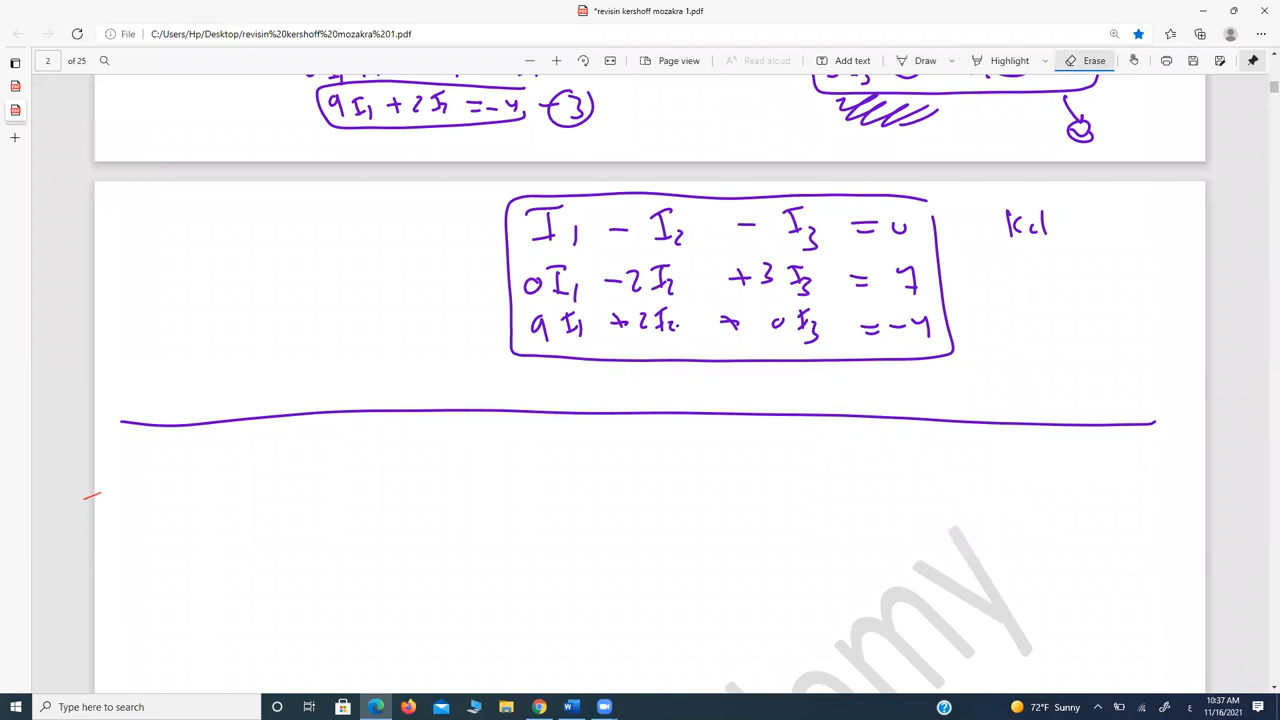 *revisin kershoff mozakra 1.pdf
File C:/Users/Hp/Desktop/revisin%20kershoff%20mozakra%201.pdf
2 of 25 Page view Read aloud Add text Draw Highlight Erase
9I1 + 2I2 = -4 - 3
I1 - I2 - I3 = 0 Kcl
0I1 - 2I2 + 3I3 = 7
9I1 + 2I2 + 0I3 = -4
omy
Type here to search
72°F Sunny
ع
10:37 AM
11/16/2021